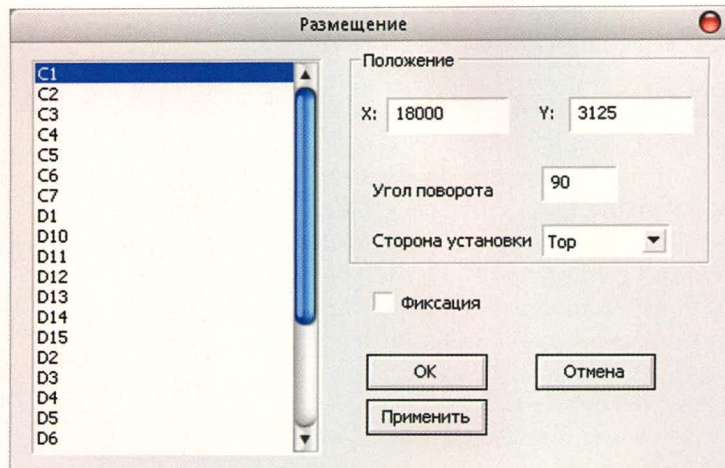 Размещение
C1
C2
C3
C4
C5
C6
C7
D1
D10
D11
D12
D13
D14
D15
D2
D3
D4
D5
D6
Положение
X: 18000 Y: 3125
Угол поворота 90
Сторона установки Top
Фиксация
OK Отмена
Применить